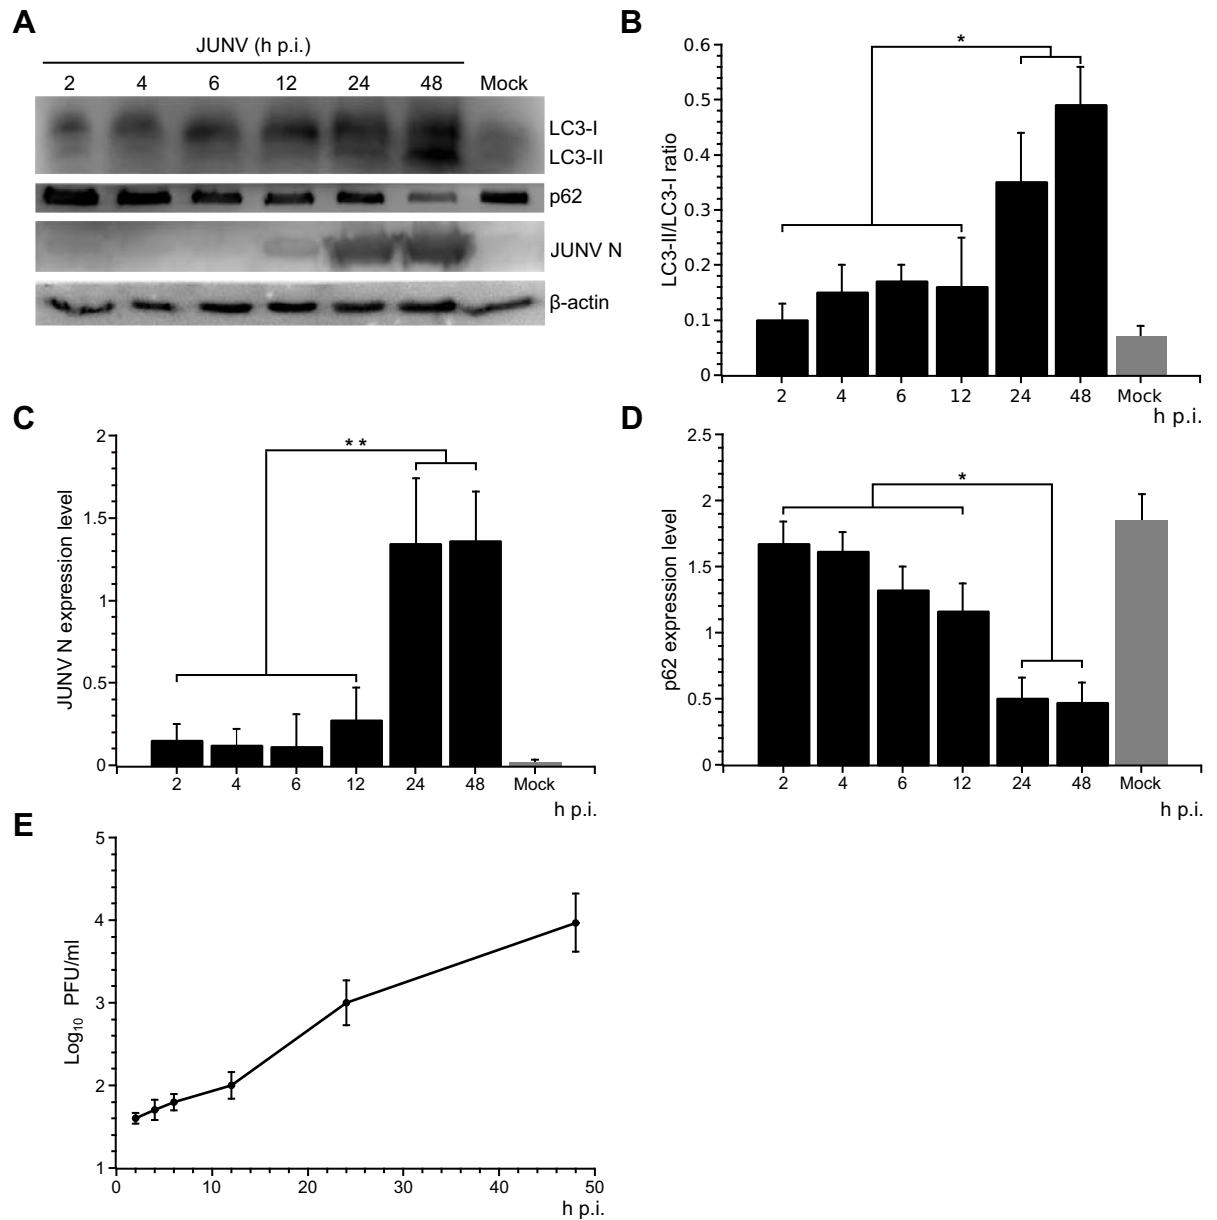 A
JUNV (h p.i.)
2 4 6 12 24 48 Mock
LC3-I
LC3-II
p62
JUNV N
β-actin
B
LC3-II/LC3-I ratio
0.6
0.5
0.4
0.3
0.2
0.1
0
*
2 4 6 12 24 48 Mock
h p.i.
C
JUNV N expression level
2
1.5
1
0.5
0
* *
2 4 6 12 24 48 Mock
h p.i.
D
p62 expression level
2.5
2
1.5
1
0.5
0
*
2 4 6 12 24 48 Mock
h p.i.
E
Log₁₀ PFU/ml
5
4
3
2
1
0 10 20 30 40 50
h p.i.